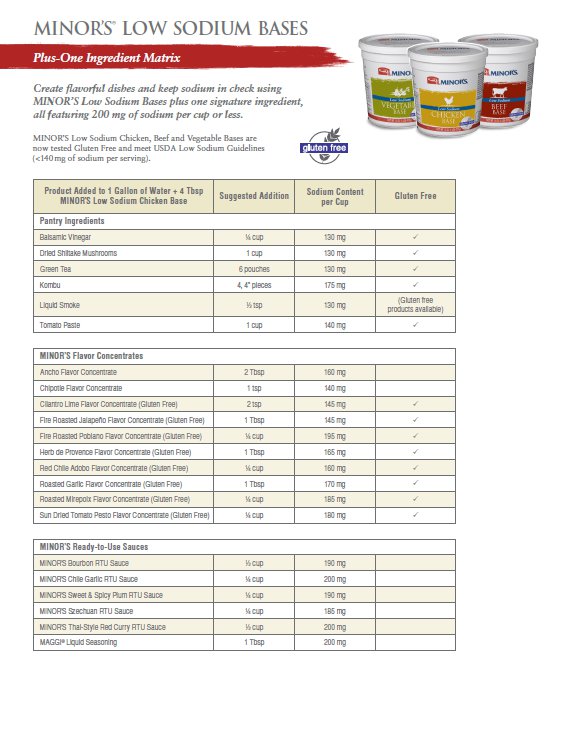 MINOR'S® LOW SODIUM BASES
Plus-One Ingredient Matrix
Create flavorful dishes and keep sodium in check using
MINOR'S Low Sodium Bases plus one signature ingredient,
all featuring 200 mg of sodium per cup or less.
MINOR'S Low Sodium Chicken, Beef and Vegetable Bases are
now tested Gluten Free and meet USDA Low Sodium Guidelines
(<140 mg of sodium per serving).
gluten free
MINOR'S
Low Sodium
VEGETABLE
BASE
MINOR'S
Low Sodium
CHICKEN
BASE
MINOR'S
Low Sodium
BEEF
BASE
Product Added to 1 Gallon of Water + 4 Tbsp
MINOR'S Low Sodium Chicken Base
Suggested Addition
Sodium Content
per Cup
Gluten Free
Pantry Ingredients
Balsamic Vinegar ¼ cup 130 mg ✓
Dried Shiitake Mushrooms 1 cup 130 mg ✓
Green Tea 6 pouches 130 mg ✓
Kombu 4, 4" pieces 175 mg ✓
Liquid Smoke ½ tsp 130 mg (Gluten free
products available)
Tomato Paste 1 cup 140 mg ✓
MINOR'S Flavor Concentrates
Ancho Flavor Concentrate 2 Tbsp 160 mg
Chipotle Flavor Concentrate 1 tsp 140 mg
Cilantro Lime Flavor Concentrate (Gluten Free) 2 tsp 145 mg ✓
Fire Roasted Jalapeño Flavor Concentrate (Gluten Free) 1 Tbsp 145 mg ✓
Fire Roasted Poblano Flavor Concentrate (Gluten Free) ¼ cup 195 mg ✓
Herb de Provence Flavor Concentrate (Gluten Free) 1 Tbsp 165 mg ✓
Red Chile Adobo Flavor Concentrate (Gluten Free) ¼ cup 160 mg ✓
Roasted Garlic Flavor Concentrate (Gluten Free) 1 Tbsp 170 mg ✓
Roasted Mirepoix Flavor Concentrate (Gluten Free) ¼ cup 185 mg ✓
Sun Dried Tomato Pesto Flavor Concentrate (Gluten Free) ¼ cup 180 mg ✓
MINOR'S Ready-to-Use Sauces
MINOR'S Bourbon RTU Sauce cup 190 mg
MINOR'S Chile Garlic RTU Sauce ¼ cup 200 mg
MINOR'S Sweet & Spicy Plum RTU Sauce ¼ cup 190 mg
MINOR'S Szechuan RTU Sauce ¼ cup 185 mg
MINOR'S Thai-Style Red Curry RTU Sauce cup 200 mg
MAGGI® Liquid Seasoning 1 Tbsp 200 mg